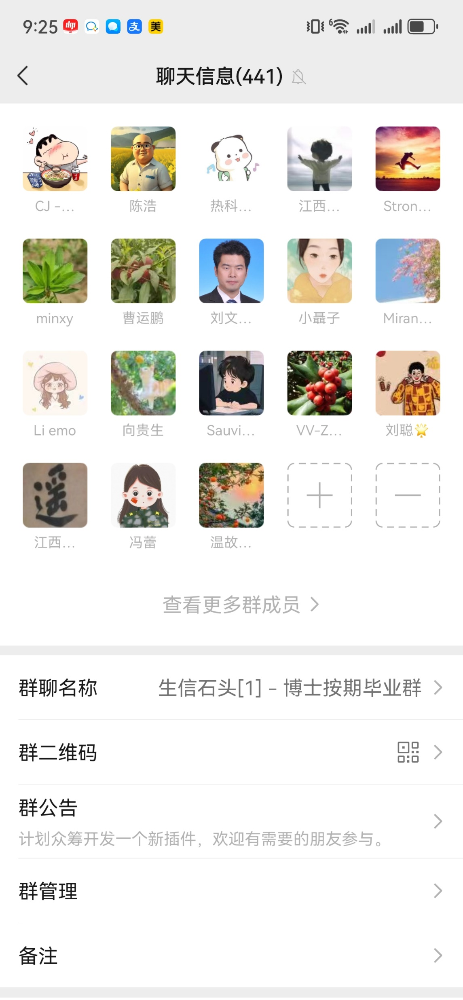 9:25
聊天信息(441)
CJ -...
陈浩
热科...
江西...
Stron...
minxy
曹运鹏
刘文...
小聶子
Miran...
Li emo
向贵生
Sauvi...
VV-Z...
刘聪🌟
遥
江西...
冯蕾
温故...
查看更多群成员
群聊名称
生信石头[1] - 博士按期毕业群
群二维码
群公告
计划众筹开发一个新插件，欢迎有需要的朋友参与。
群管理
备注